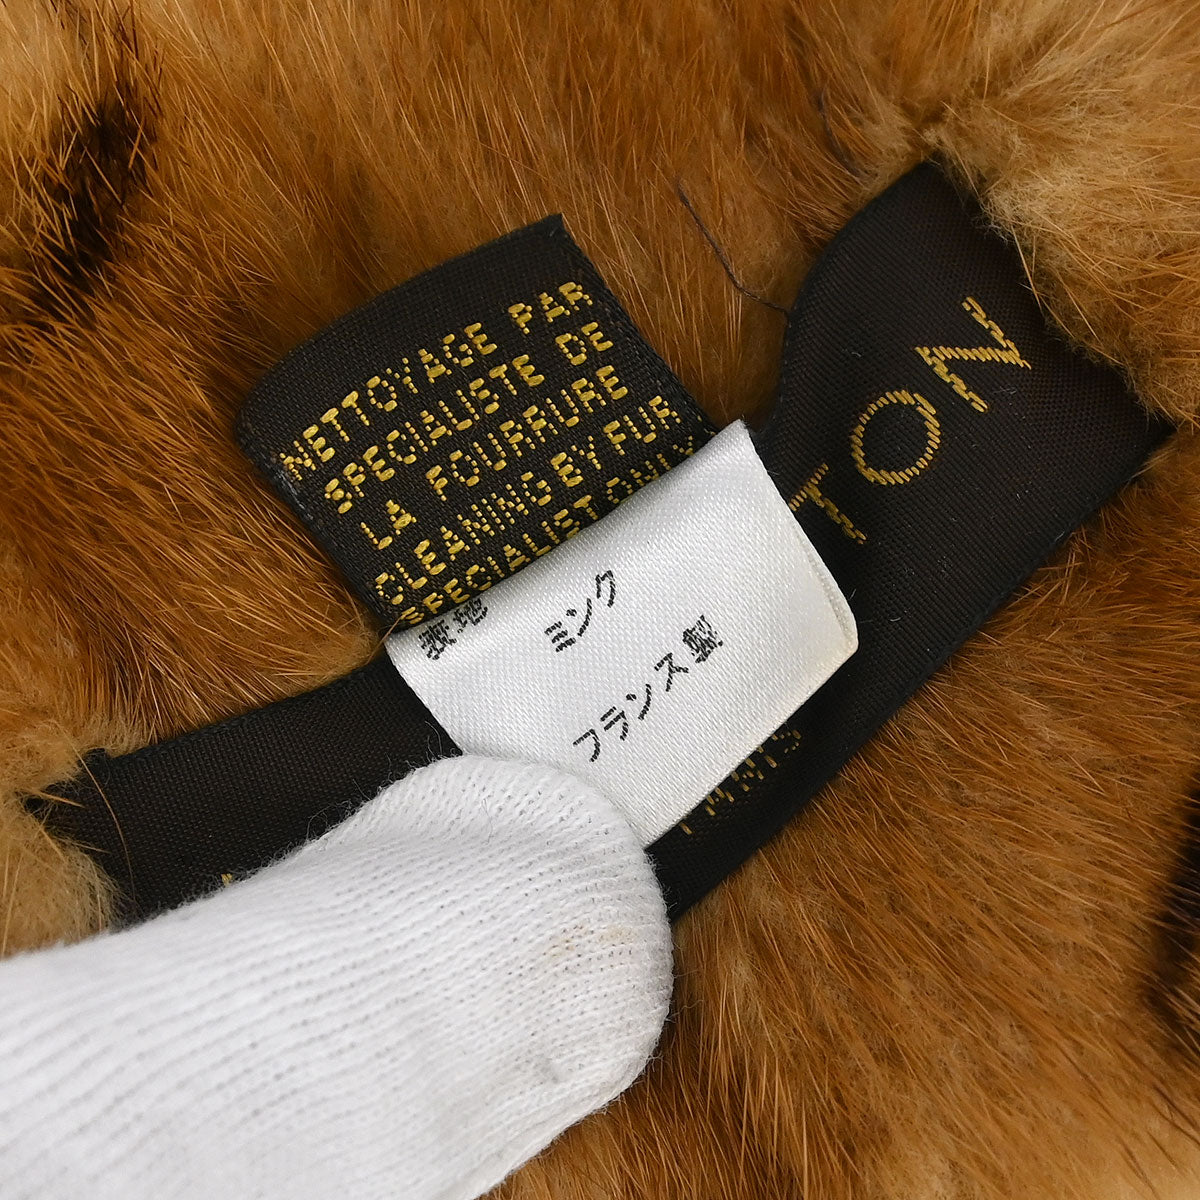 NETTOYAGE PAR
SPECIALISTE DE
LA FOURRURE
CLEANING BY FUR
SPECIALIST ONLY
表地 ミンク
フランス製
TON